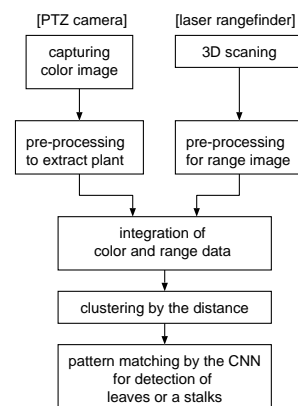 [PTZ camera]
[laser rangefinder]
capturing
color image
3D scaning
pre-processing
to extract plant
pre-processing
for range image
integration of
color and range data
clustering by the distance
pattern matching by the CNN
for detection of
leaves or a stalks